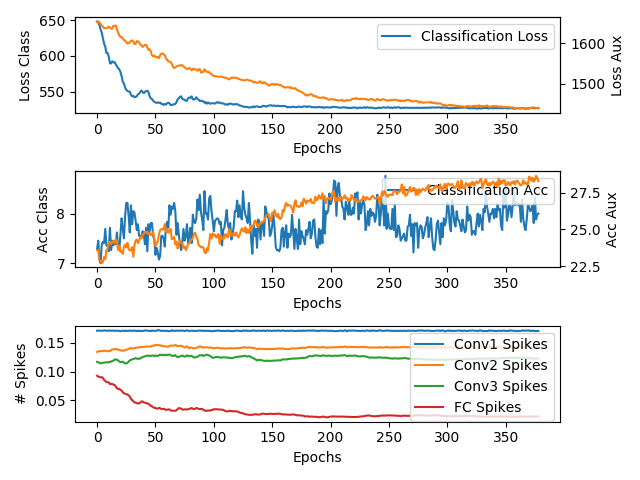 650
600
550
Loss Class
Classification Loss
1600
1500
Loss Aux
0 50 100 150 200 250 300 350
Epochs
8
7
Acc Class
Classification Acc
27.5
25.0
22.5
Acc Aux
0 50 100 150 200 250 300 350
Epochs
0.15
0.10
0.05
# Spikes
Conv1 Spikes
Conv2 Spikes
Conv3 Spikes
FC Spikes
0 50 100 150 200 250 300 350
Epochs